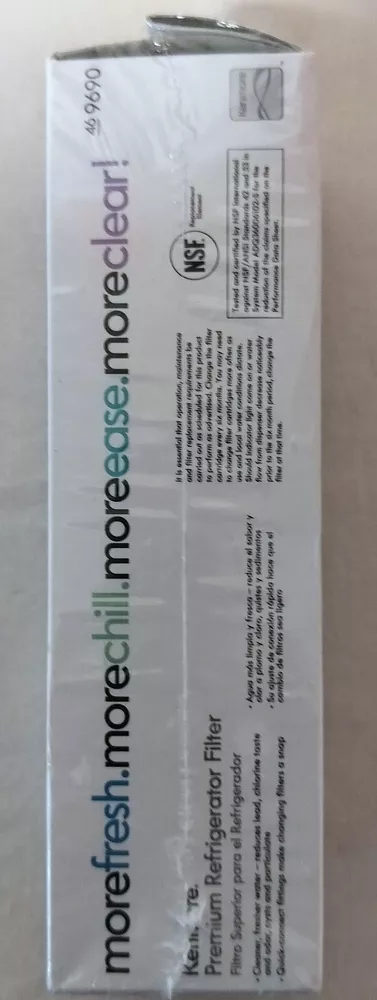 morefresh.morechill.moreease.moreclear!
46 9690
Premium Refrigerator Filter
Filtro Superior para el Refrigerador
• Cleaner, fresher water – reduces lead, chlorine taste
and odor, cysts and particulate
• Quick-connect fittings make changing filters a snap
• Agua más limpia y fresca – reduce el sabor y
olor a plomo y cloro, quistes y sedimentos
• Su ajuste de conexión rápida hace que el
cambio de filtros sea ligero
It is essential that operation, maintenance
and filter replacement requirements be
carried out as scheduled for this product
to perform as advertised. Change the filter
cartridge every six months. You may need
to change filter cartridges more often as
use and local water conditions dictate.
Should indicator light come on or water
flow from dispenser decrease noticeably
prior to the six month period, change the
filter at that time.
NSF.
Replacement
Element
Tested and certified by NSF International
against NSF/ANSI Standards 42 and 53 in
System Model for the
reduction of the claims specified on the
Performance Data Sheet.
Kenmore